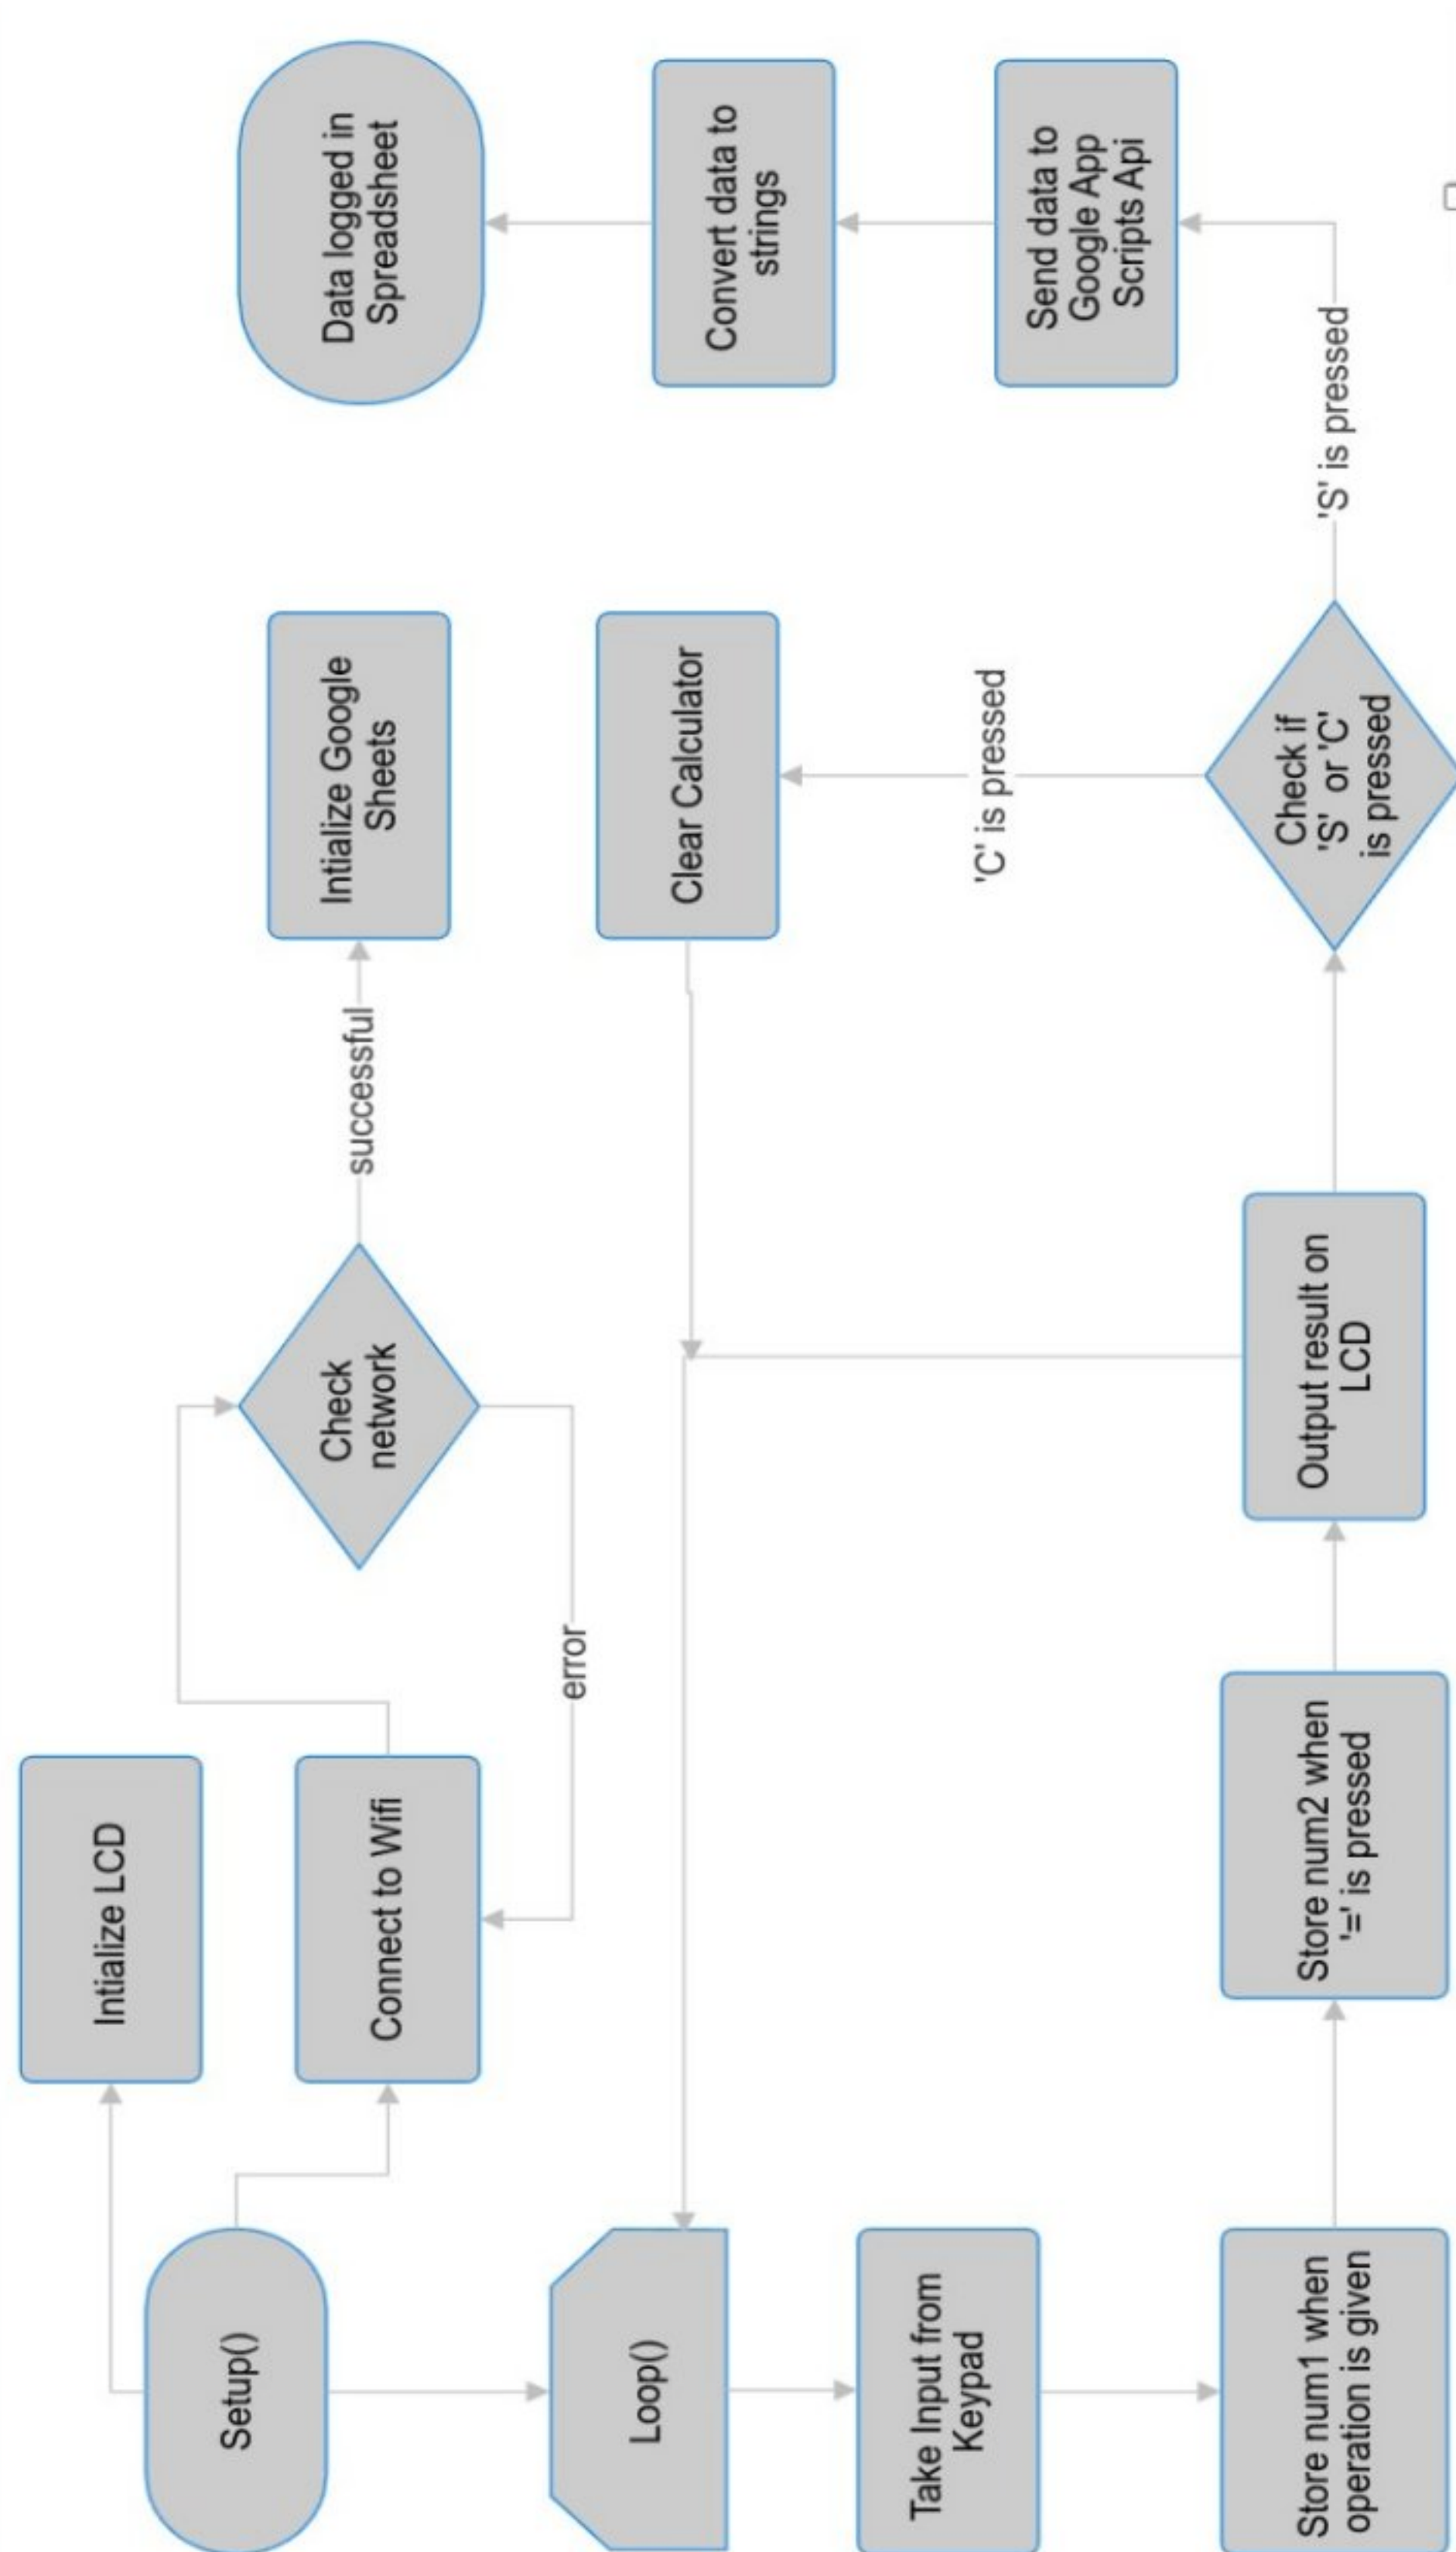 Setup()
Intialize LCD
Connect to Wifi
Check
network
error
successful
Intialize Google
Sheets
Loop()
Take Input from
Keypad
Store num1 when
operation is given
Store num2 when
'=' is pressed
Output result on
LCD
Check if
'S' or 'C'
is pressed
'C' is pressed
Clear Calculator
'S' is pressed
Send data to
Google App
Scripts Api
Convert data to
strings
Data logged in
Spreadsheet